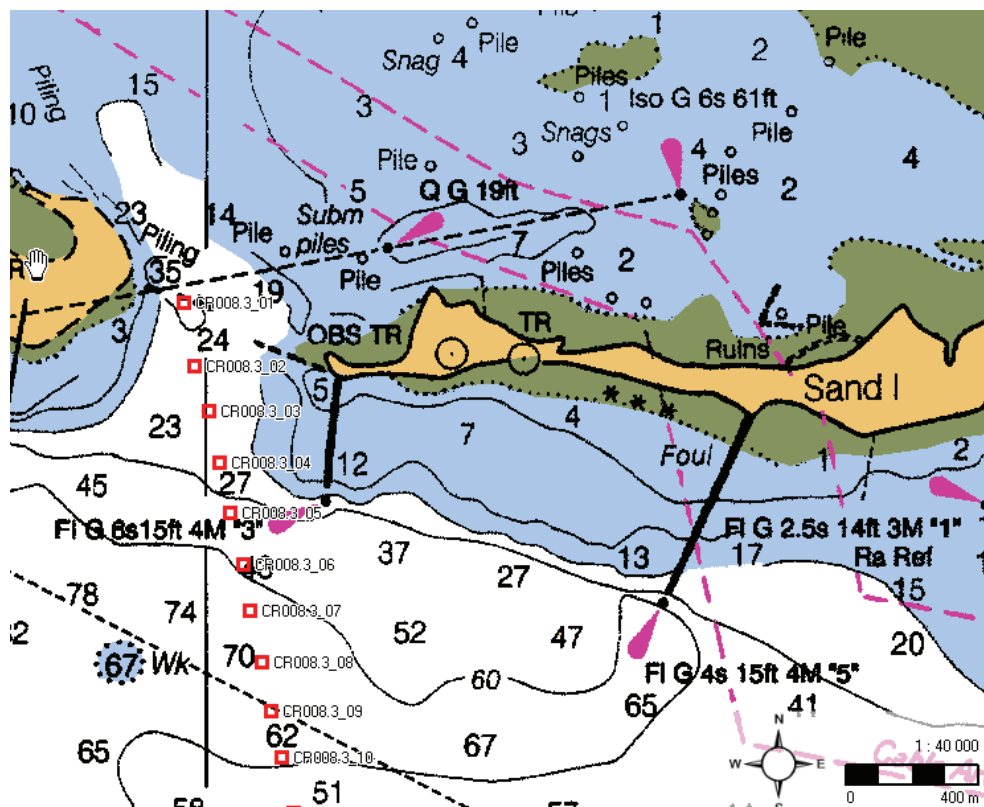 Pile
1
2
Pile
Snag
4
Pile
15
Piling
10
3
Piles
1
Iso G 6s 61ft
Pile
Snags
3
4
4
Pile
5
Q G 19ft
Piles
2
23
14
Subm
piles
Piling
Pile
7
35
Pile
Piles
2
R
19
CR008.3_01
3
24
OBS
TR
TR
Pile
Ruins
CR008.3_02
5
Sand I
CR008.3_03
23
4
7
Foul
1
2
CR008.3_04
27
12
45
CR008.3_05
Fl G 6s15ft 4M "3"
Fl G 2.5s 14ft 3M "1"
37
13
17
Ra Ref
CR008.3_06
27
15
78
74
CR008.3_07
52
47
20
67
Wk
70
CR008.3_08
60
Fl G 4s 15ft 4M "5"
65
41
CR008.3_09
62
65
67
N
W
E
S
1 : 40 000
CR008.3_10
51
0
400 m